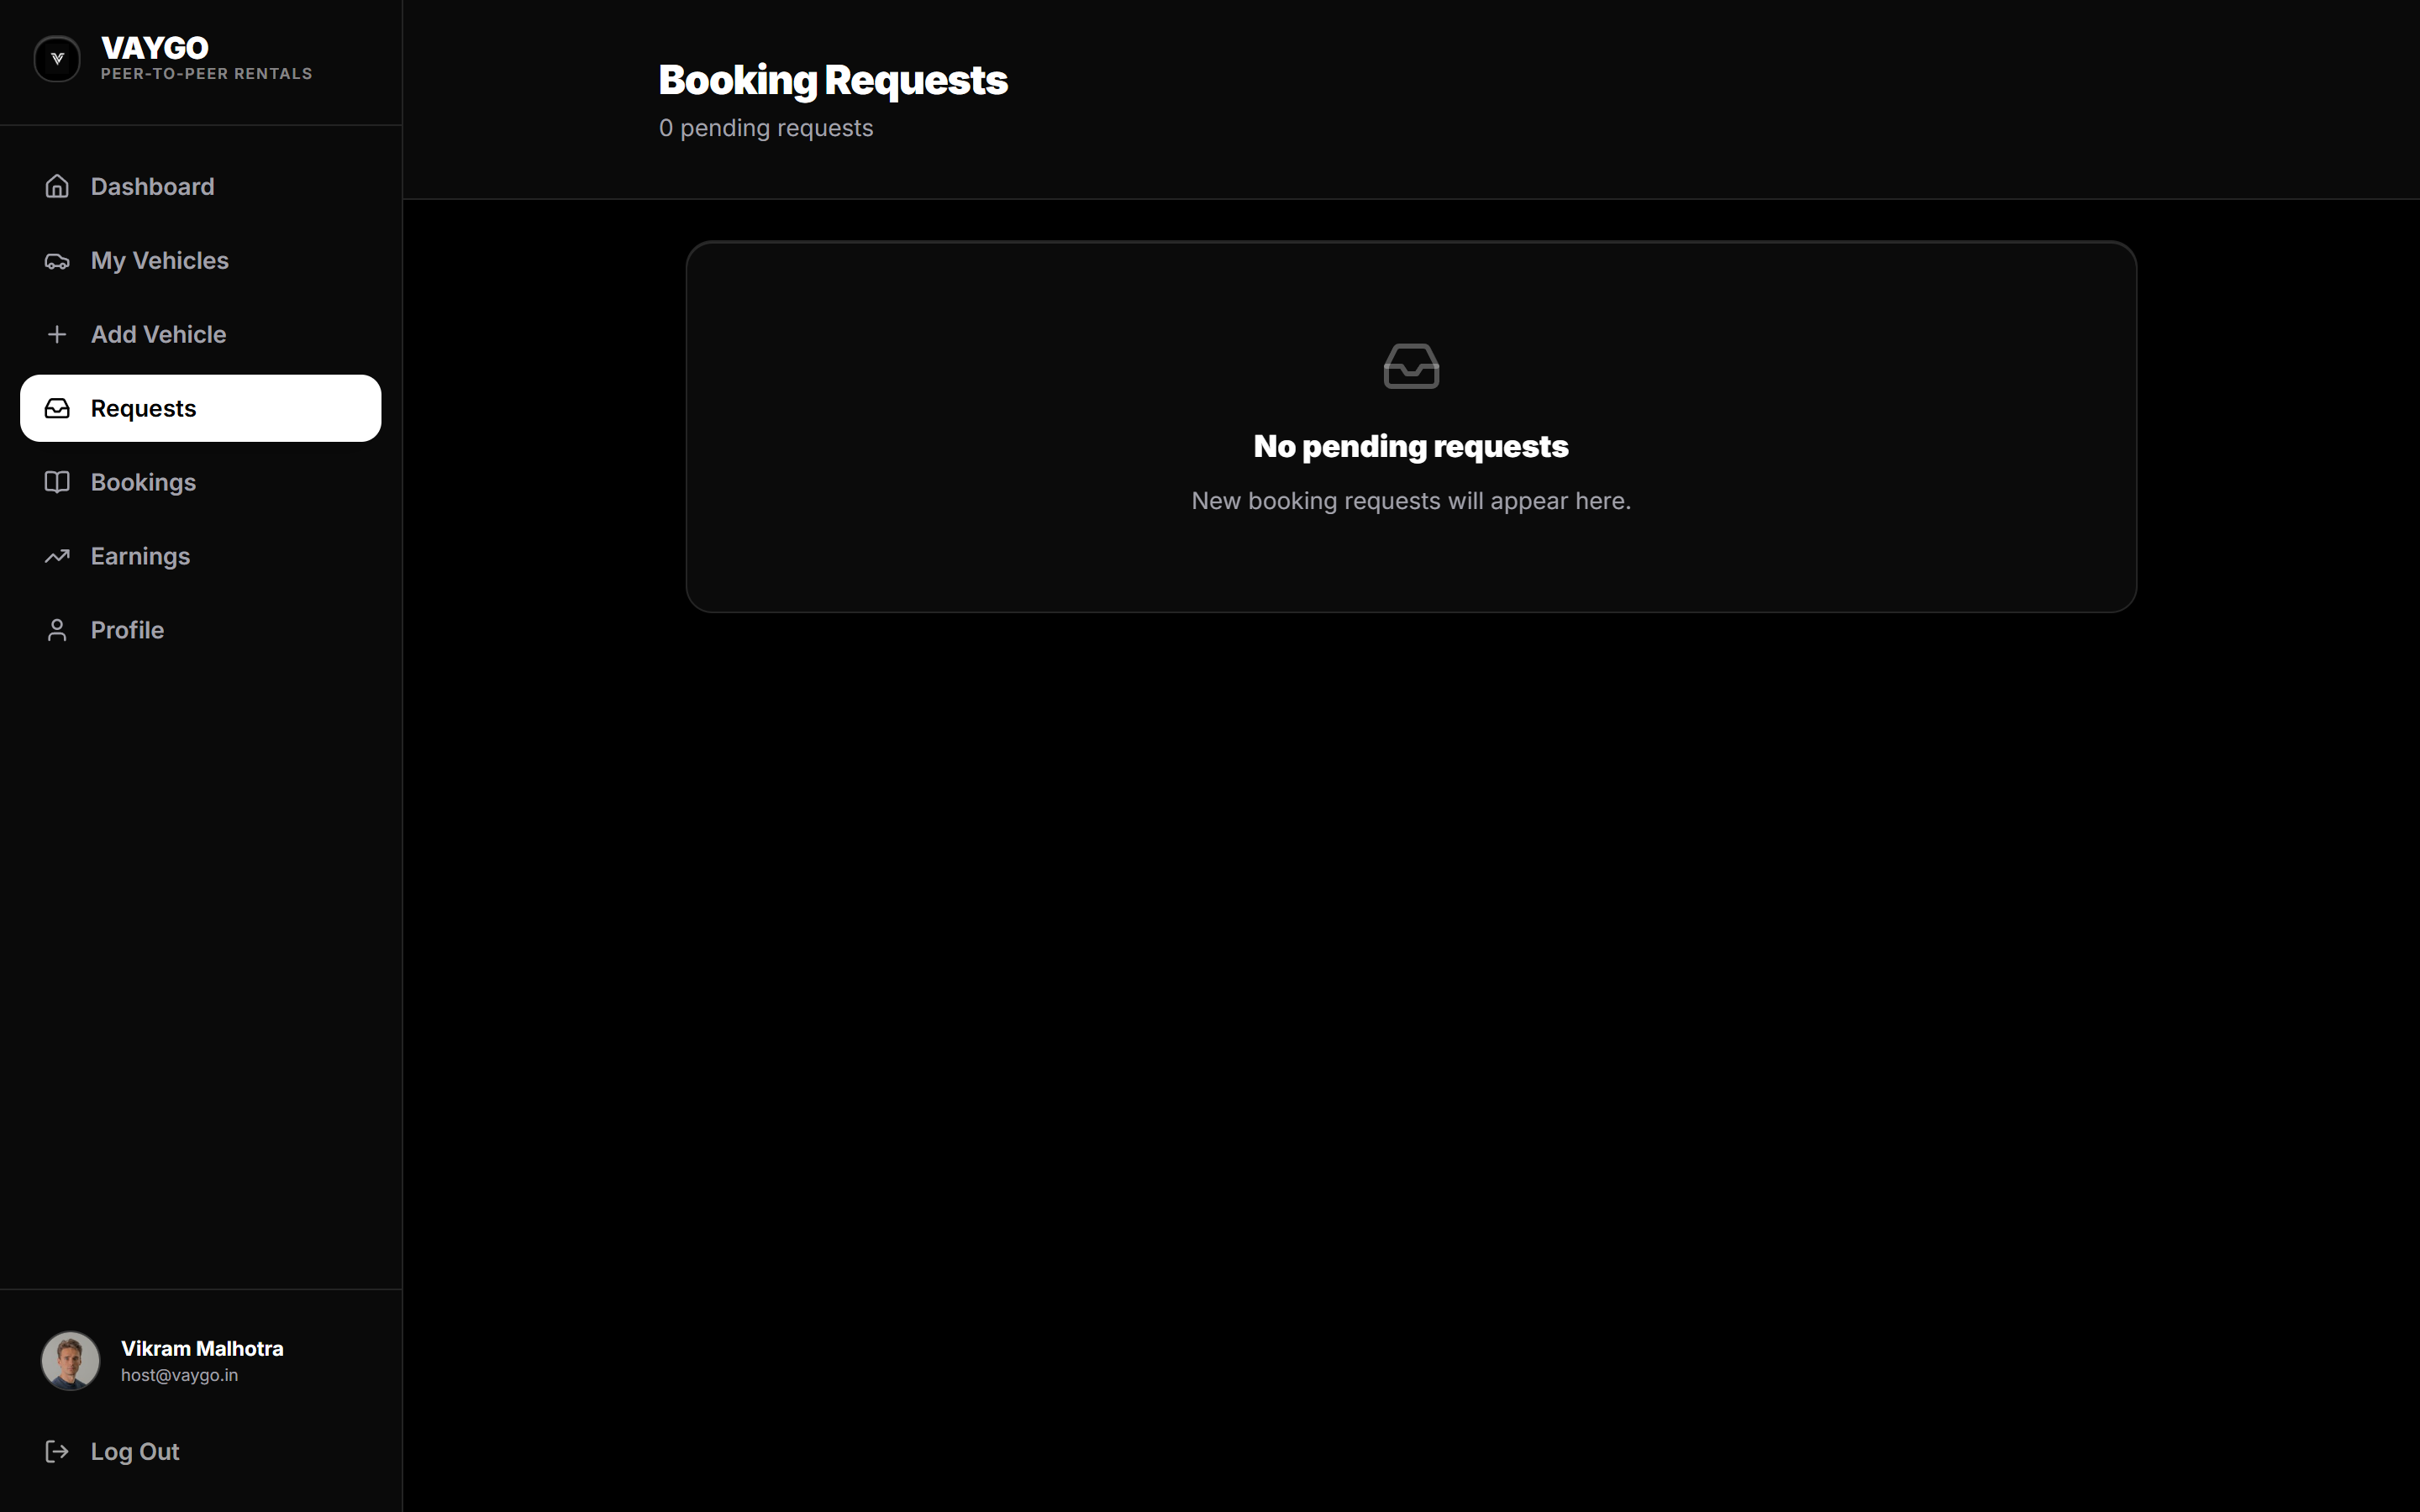 VAYGO
PEER-TO-PEER RENTALS
Dashboard
My Vehicles
Add Vehicle
Requests
Bookings
Earnings
Profile
Vikram Malhotra
host@vaygo.in
Log Out
Booking Requests
0 pending requests
No pending requests
New booking requests will appear here.